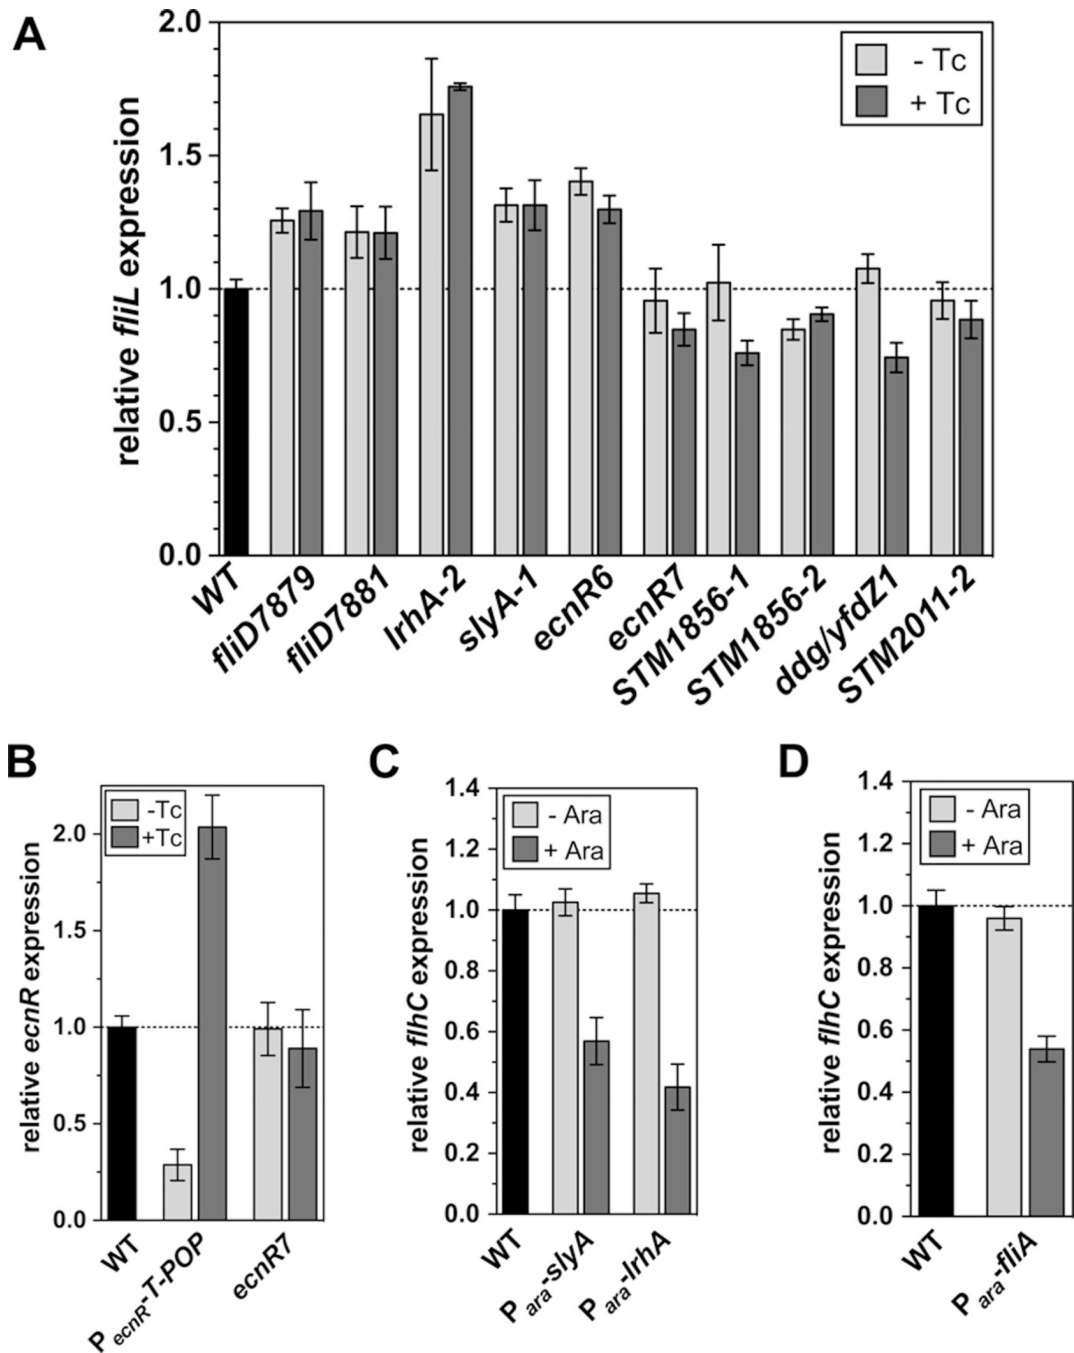 A
2.0
1.5
1.0
0.5
0.0
relative fliL expression
- Tc
+ Tc
WT
fliD7879
fliD7881
lrhA-2
slyA-1
ecnR6
ecnR7
STM1856-1
STM1856-2
ddg/yfdZ1
STM2011-2
B
2.0
1.5
1.0
0.5
0.0
relative ecnR expression
-Tc
+Tc
WT
P ecnR-T-POP
ecnR7
C
1.4
1.2
1.0
0.8
0.6
0.4
0.2
0.0
relative flhC expression
- Ara
+ Ara
WT
P ara-slyA
P ara-lrhA
D
1.4
1.2
1.0
0.8
0.6
0.4
0.2
0.0
relative flhC expression
- Ara
+ Ara
WT
P ara-fliA